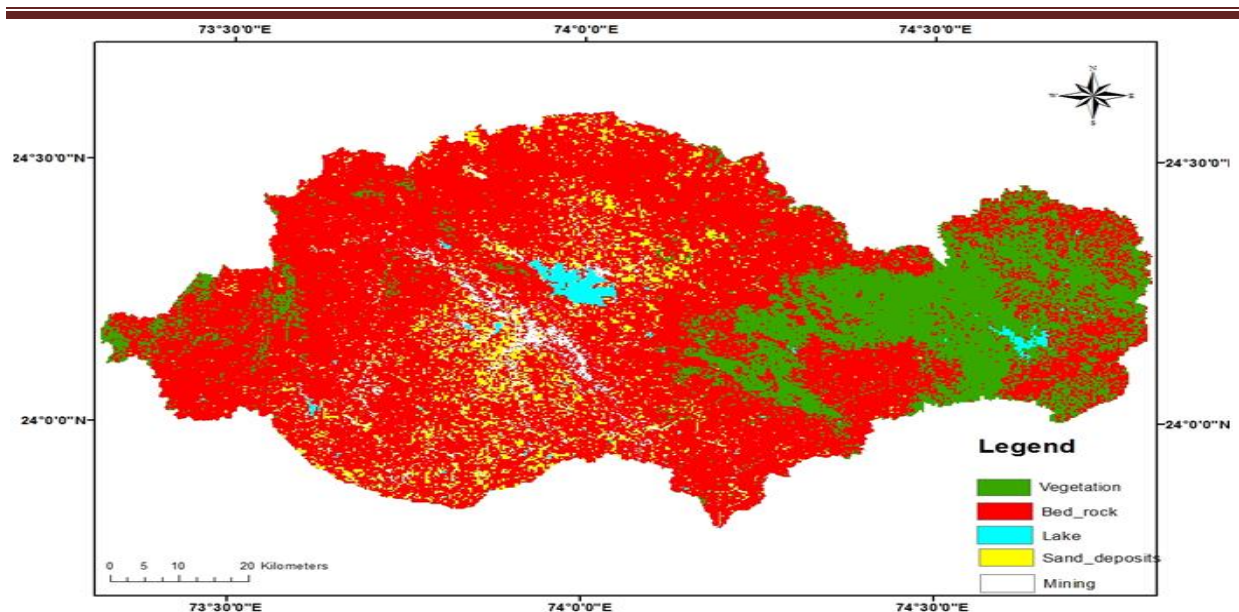 73°30'0"E 74°0'0"E 74°30'0"E
N
24°30'0"N 24°30'0"
24°0'0"N 24°0'0"N
S
Legend
Vegetation
Bed_rock
Lake
Sand_deposits
Mining
0 5 10 20 Kilometers
73°30'0"E 74°0'0"E 74°30'0"E